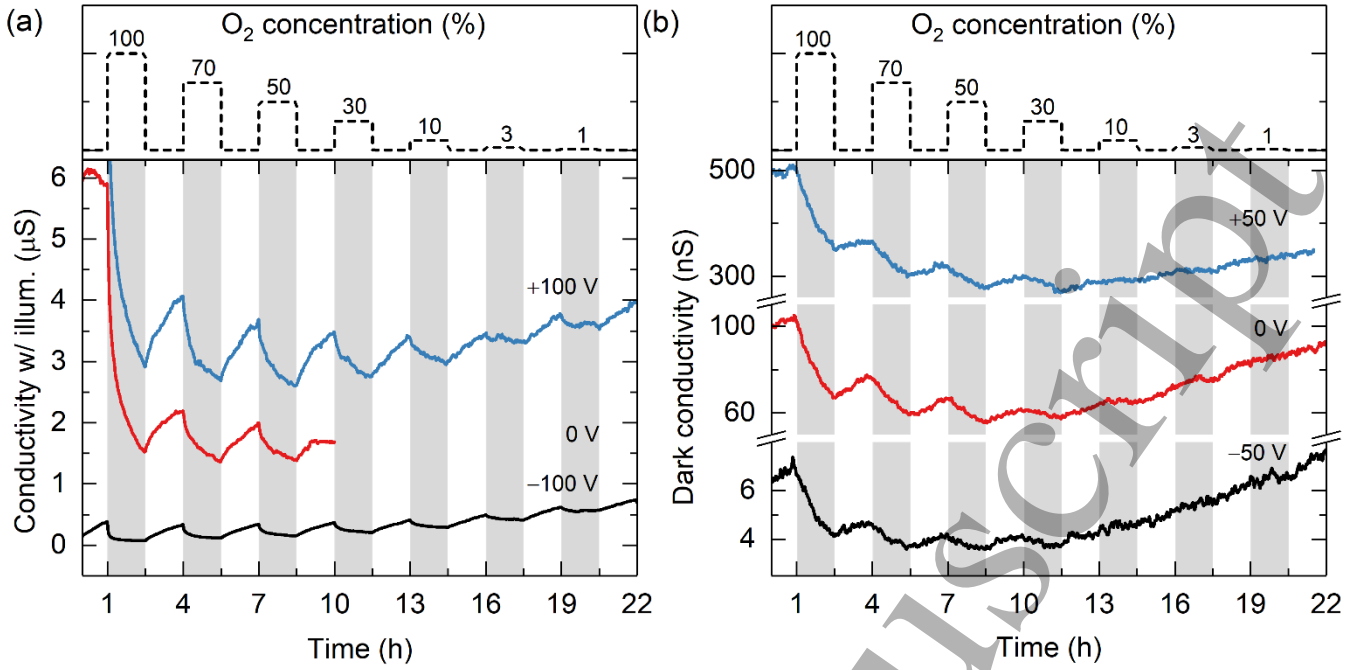 (a)
O₂ concentration (%)
100
70
50
30
10
3
1
Conductivity w/ illum. (µS)
6
5
4
3
2
1
0
+100 V
0 V
−100 V
1 4 7 10 13 16 19 22
Time (h)
(b)
O₂ concentration (%)
100
70
50
30
10
3
1
Dark conductivity (nS)
500
300
100
60
6
4
+50 V
0 V
−50 V
1 4 7 10 13 16 19 22
Time (h)